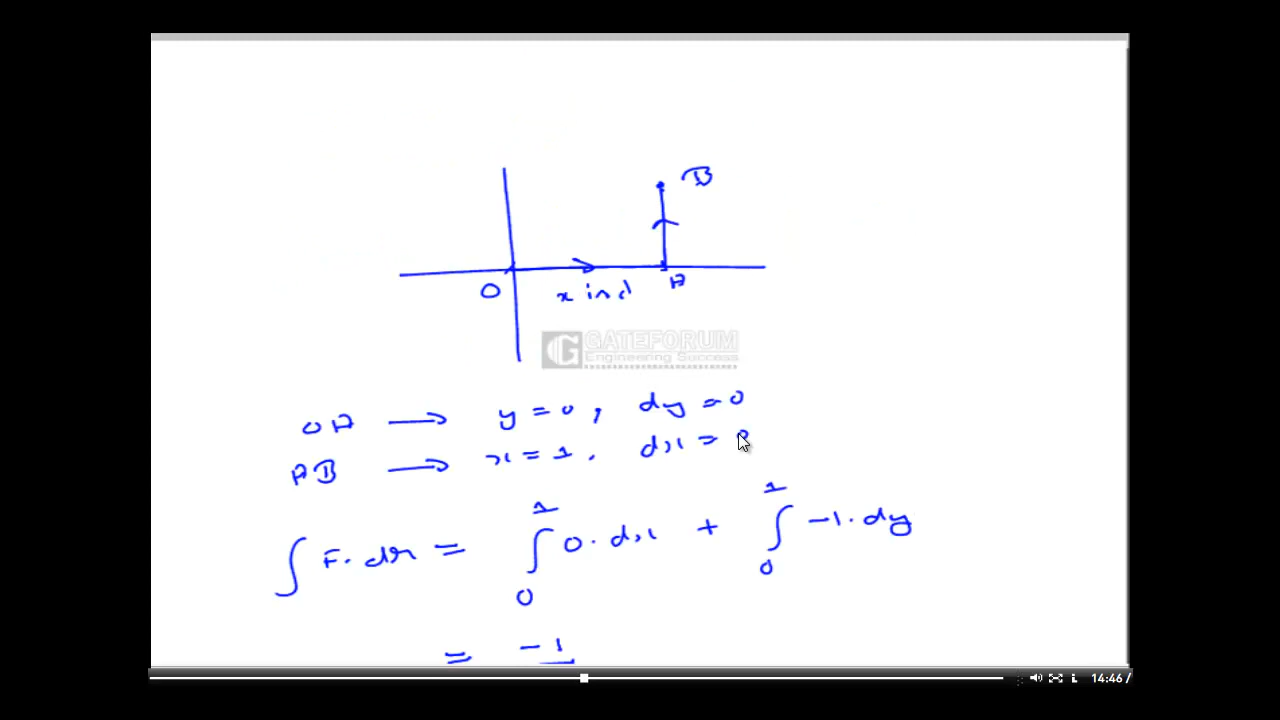 B
O
x ind
A
GATEFORUM
Engineering Success
OA → y = 0, dy = 0
AB → x = 1, dx = 0
∫ F. dr = ∫₀¹ 0. dx + ∫₀¹ -1. dy
= -1
14:46 /